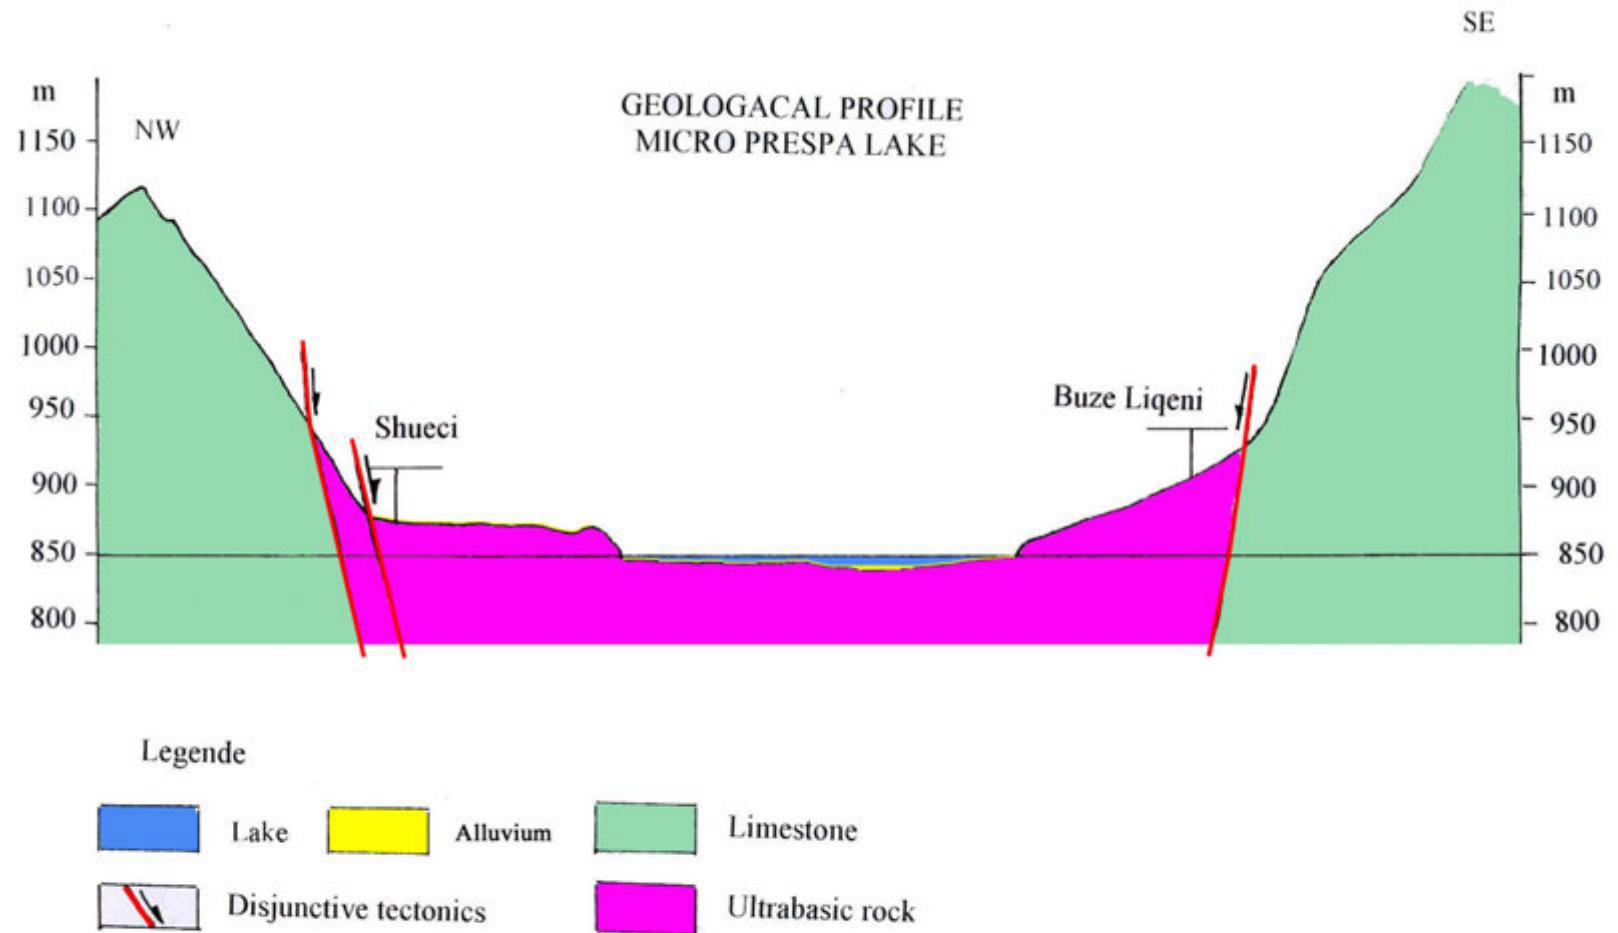 SE
m
NW
GEOLOGACAL PROFILE
MICRO PRESPA LAKE
m
1150
1150
1100
1100
1050
1050
1000
1000
950
950
Shueci
Buze Liqeni
900
900
850
850
800
800
Legende
Lake
Alluvium
Limestone
Disjunctive tectonics
Ultrabasic rock